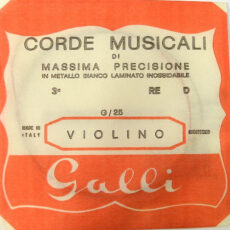 CORDE MUSICALI
DI
MASSIMA PRECISIONE
IN METALLO BIANCO LAMINATO INOSSIDABILE
3ª RE D
G/25
MADE IN
ITALY
VIOLINO
Galli